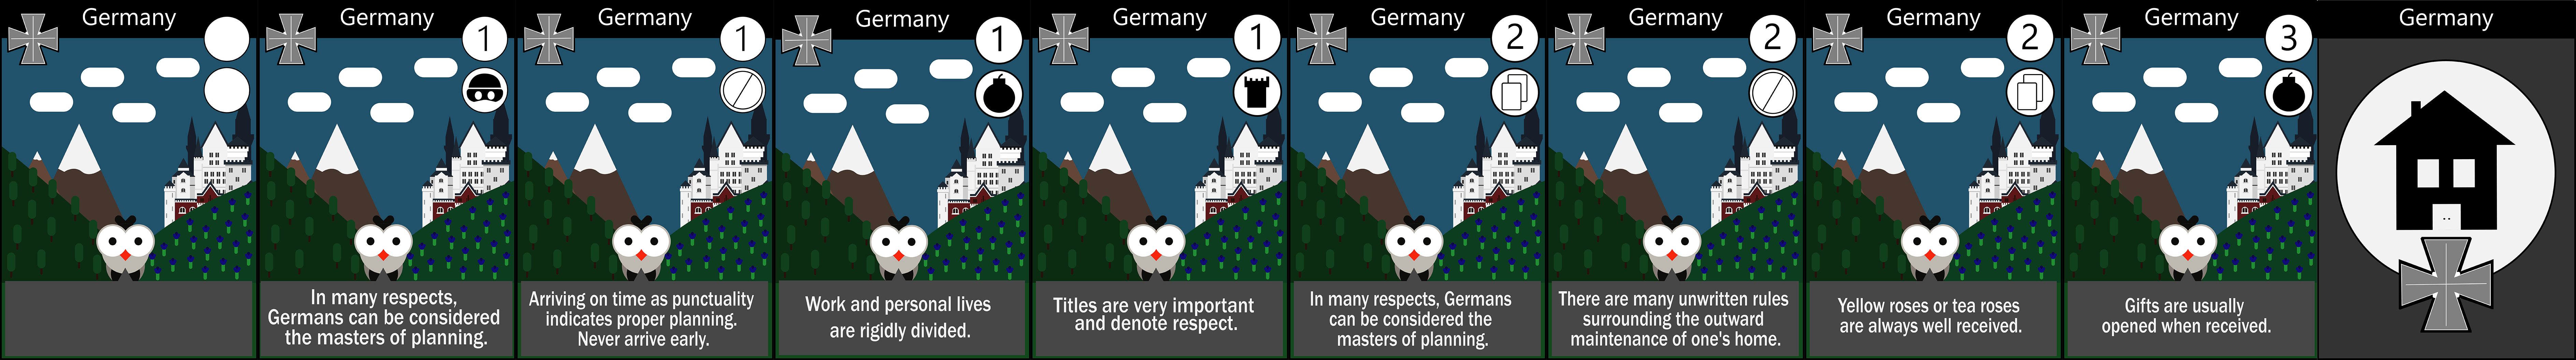 Germany
Germany
1
In many respects,
Germans can be considered
the masters of planning.
Germany
1
Arriving on time as punctuality
indicates proper planning.
Never arrive early.
Germany
1
Work and personal lives
are rigidly divided.
Germany
1
Titles are very important
and denote respect.
Germany
2
In many respects, Germans
can be considered the
masters of planning.
Germany
2
There are many unwritten rules
surrounding the outward
maintenance of one's home.
Germany
2
Yellow roses or tea roses
are always well received.
Germany
3
Gifts are usually
opened when received.
Germany